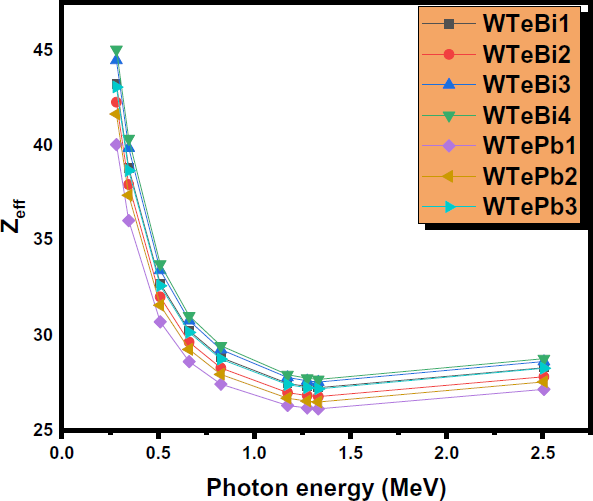 WTeBi1
WTeBi2
WTeBi3
WTeBi4
WTePb1
WTePb2
WTePb3
45
40
35
30
25
Zeff
0.0 0.5 1.0 1.5 2.0 2.5
Photon energy (MeV)